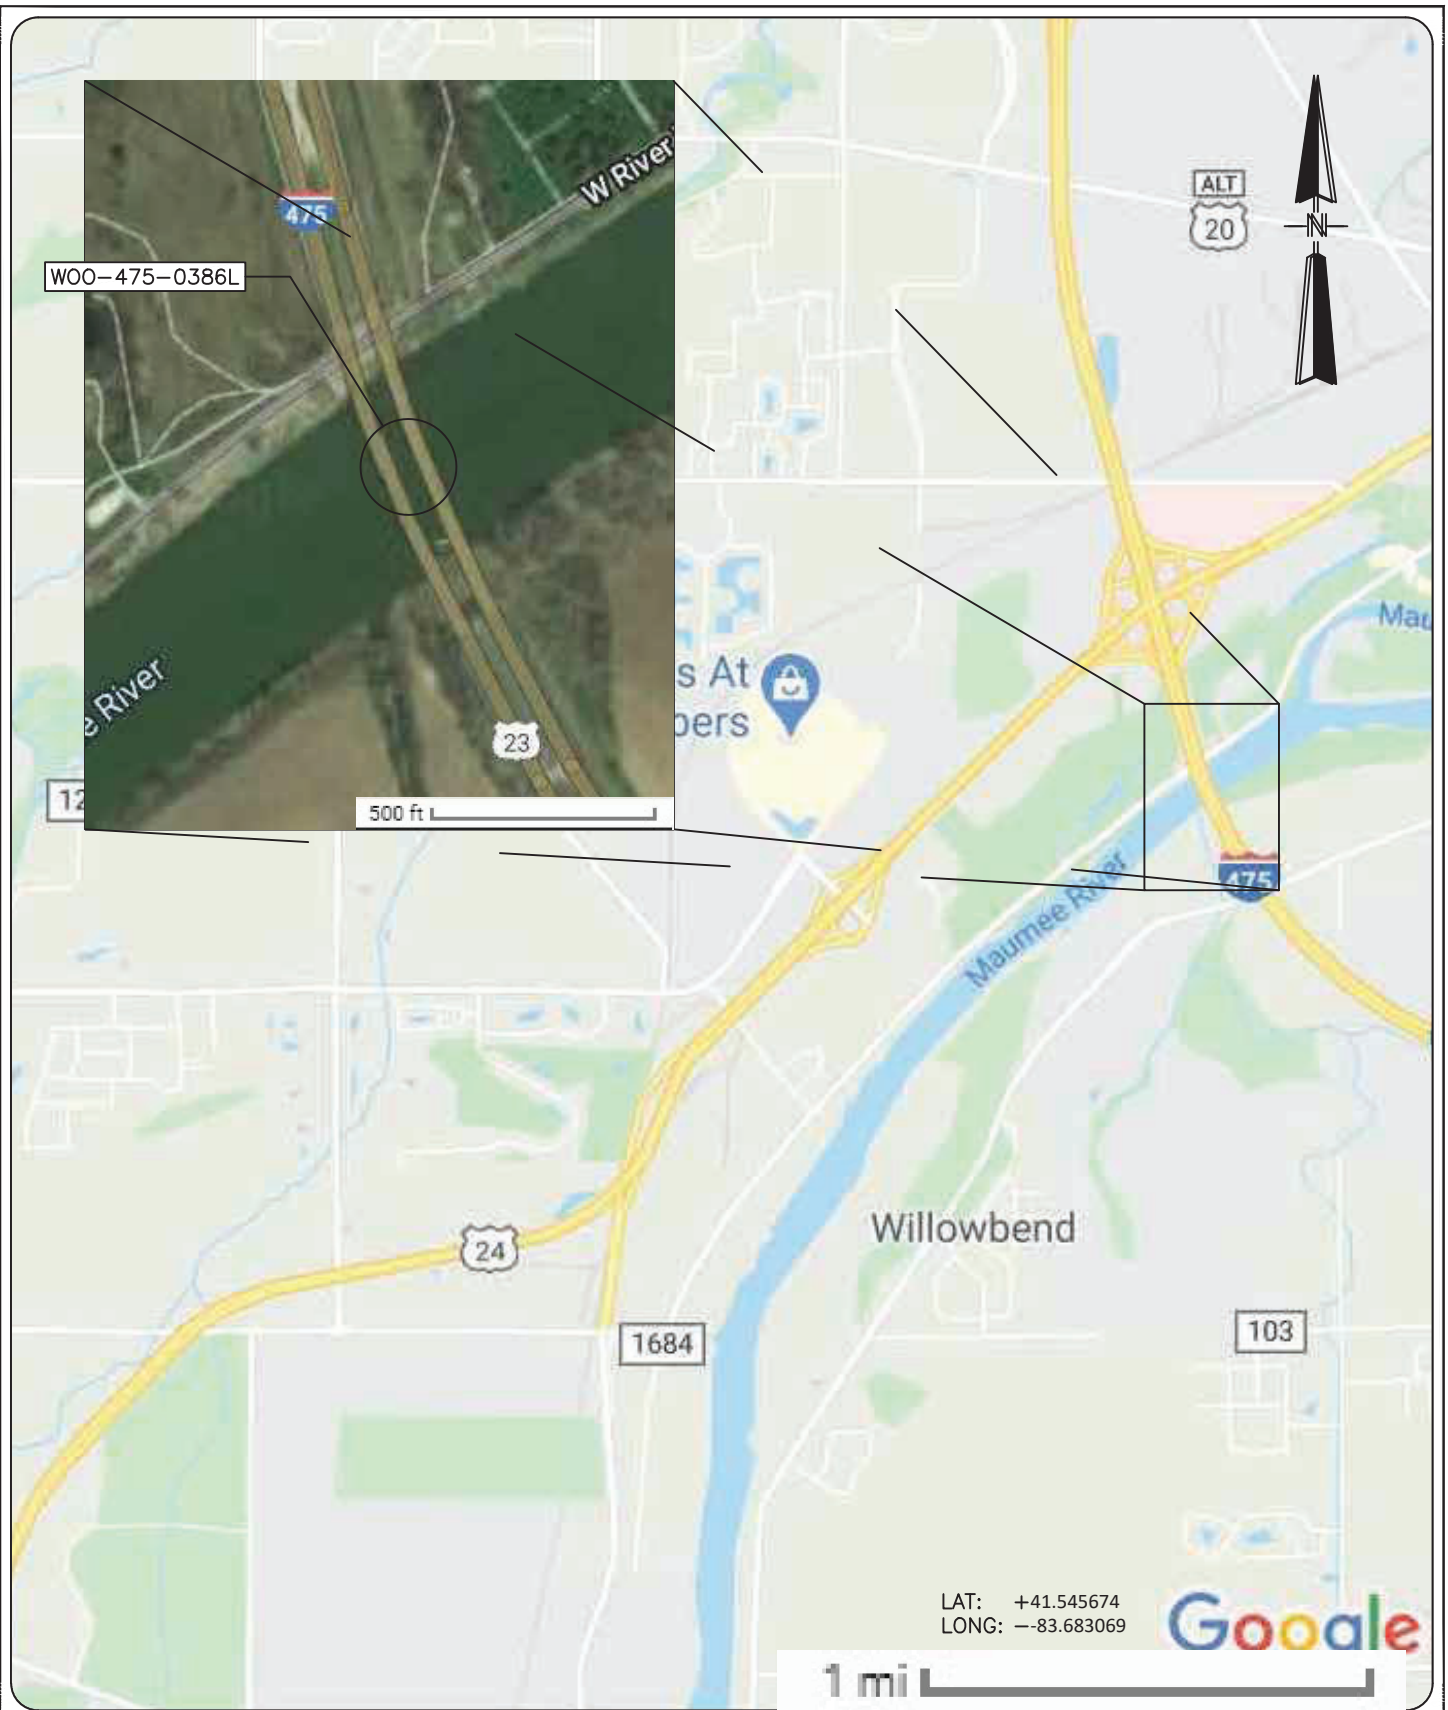 W River
475
WOO-475-0386L
e River
23
500 ft
ALT
20
N
Mau
s At
pers
12
475
Maumee River
Willowbend
24
1684
103
LAT: +41.545674
LONG: --83.683069
Google
1 mi